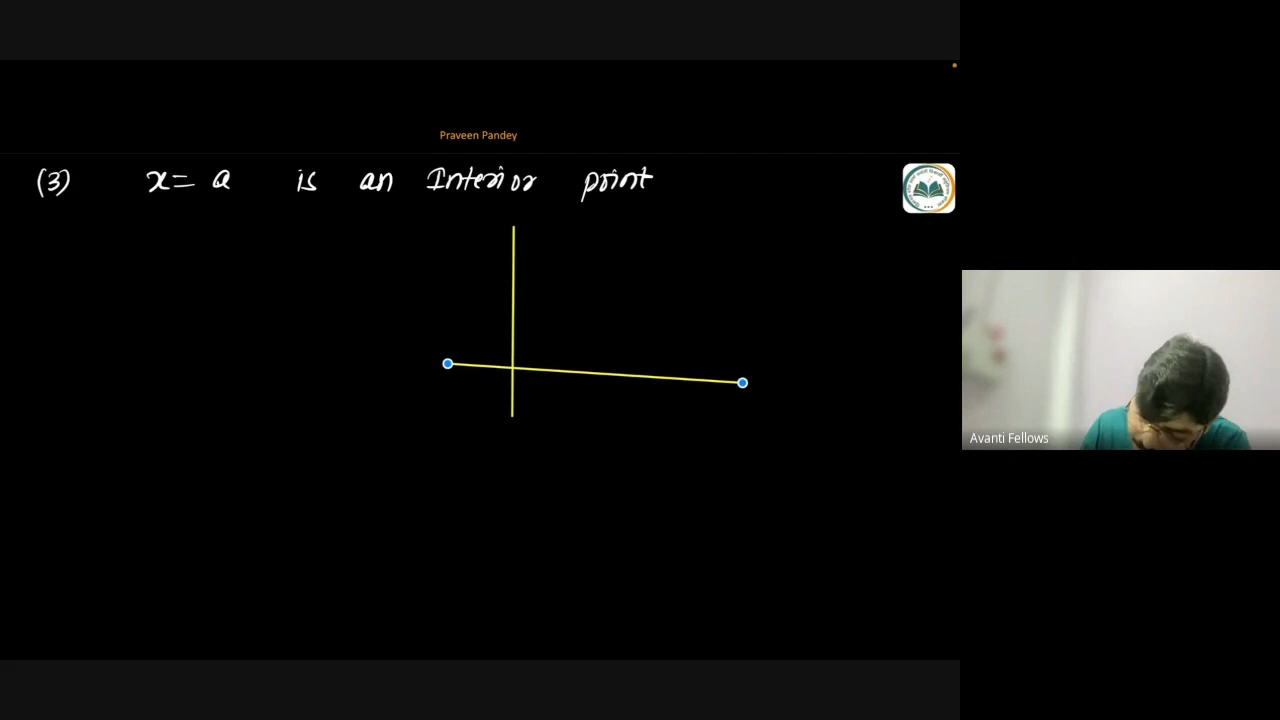 Praveen Pandey
(3) x = a is an Interior point
Avanti Fellows